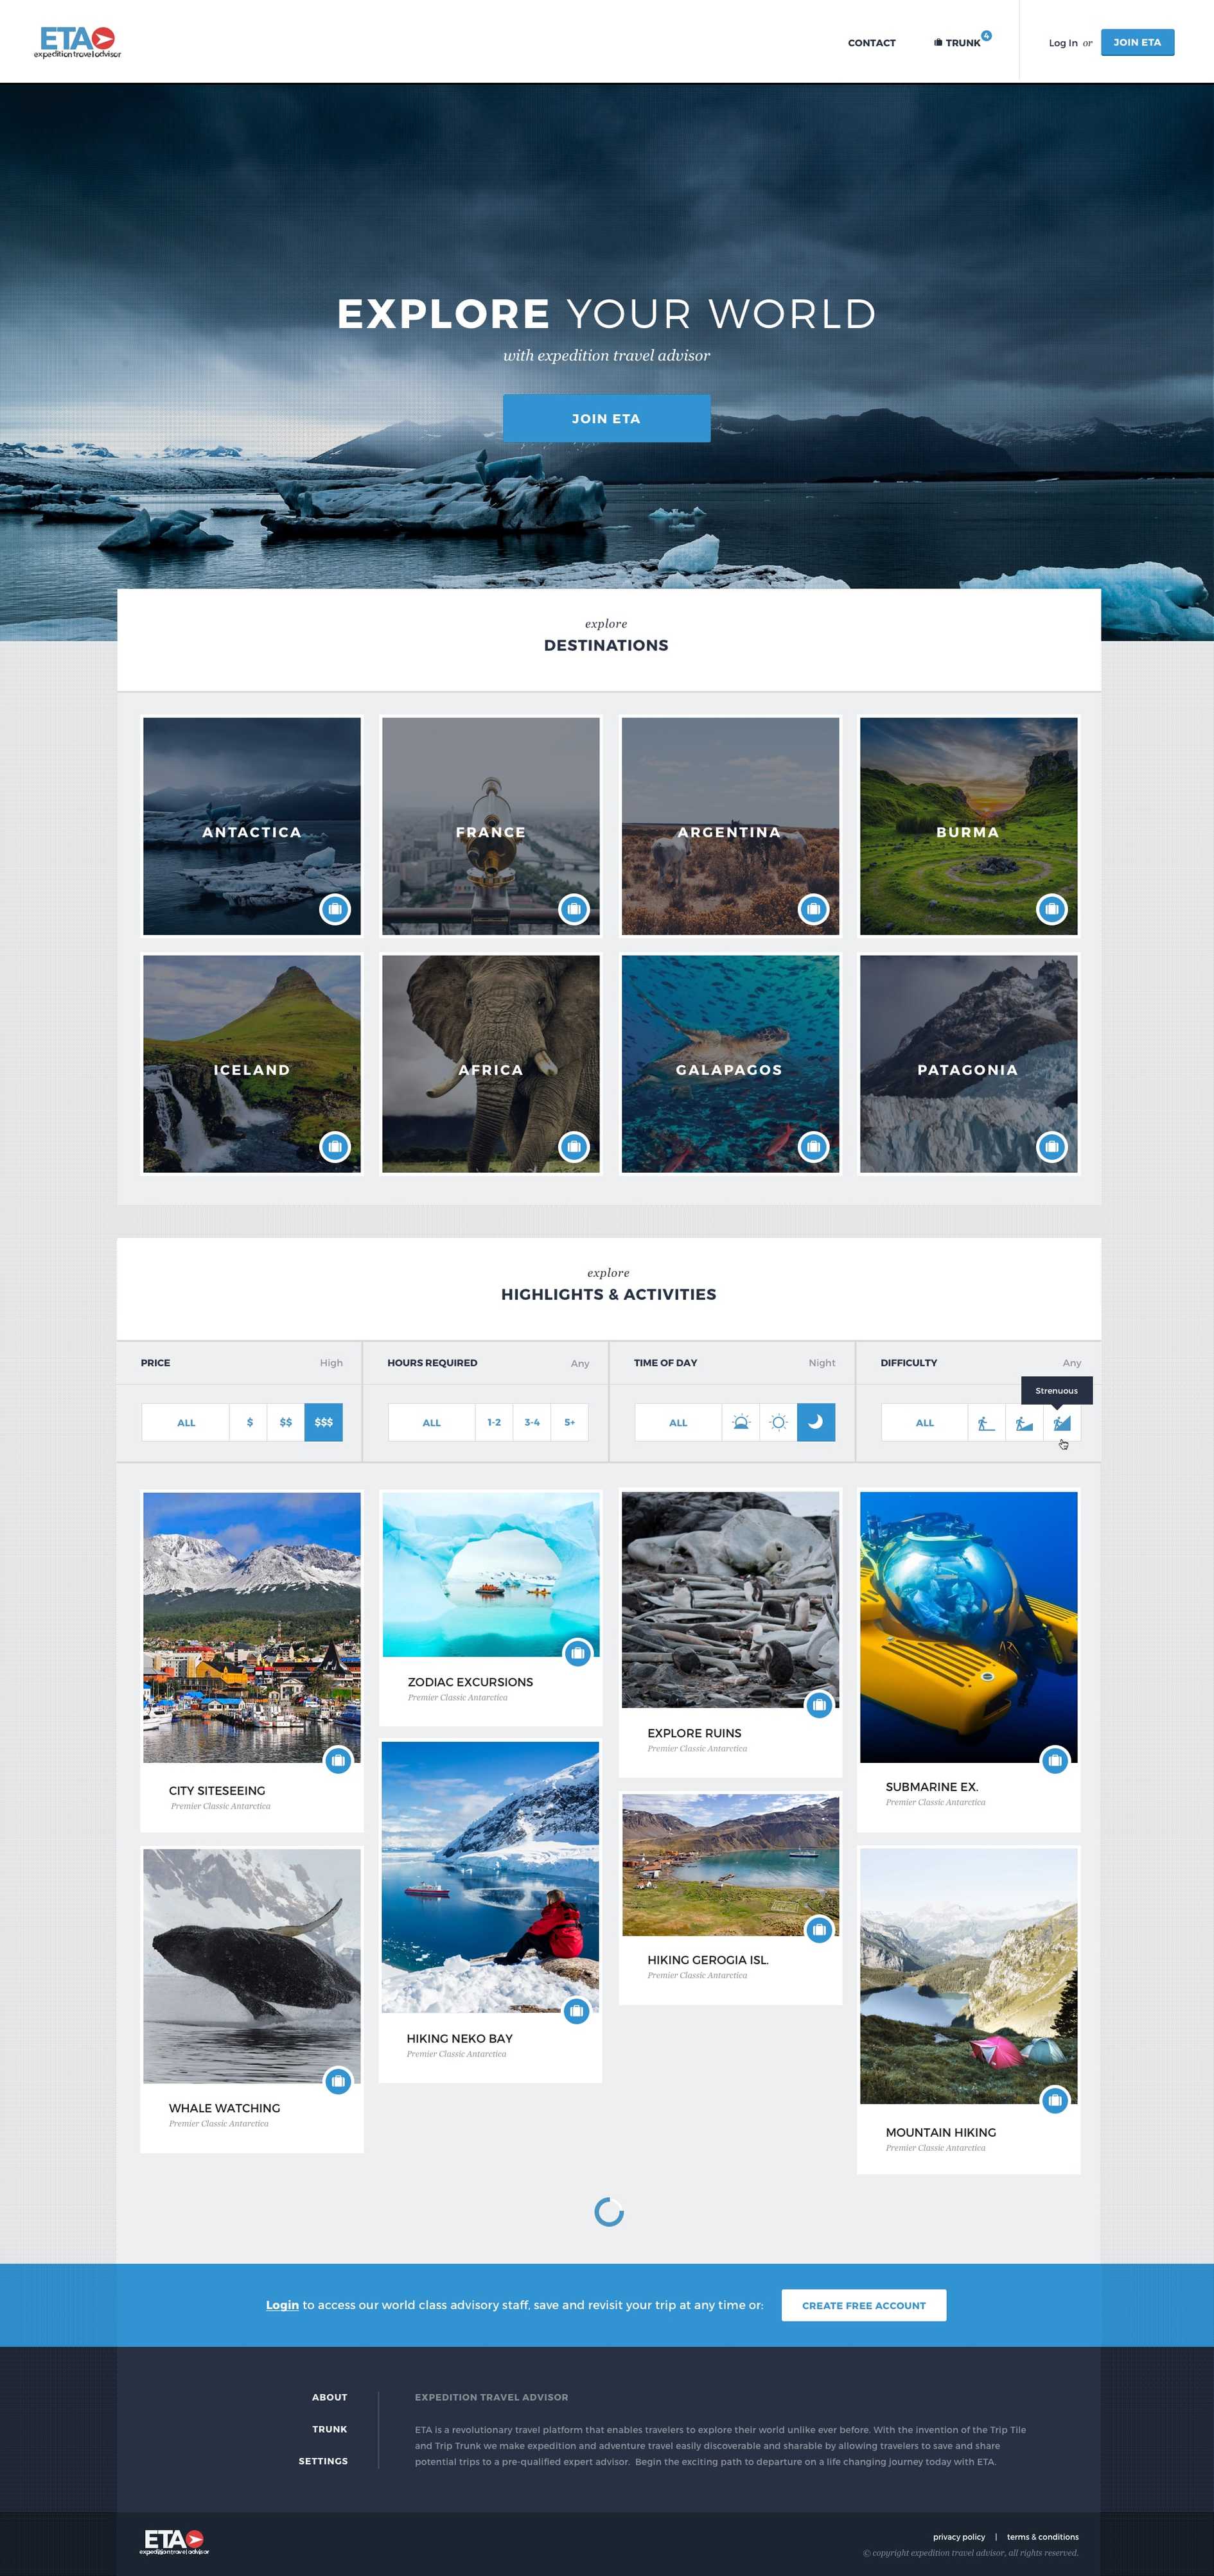 ETA
expedition travel advisor
CONTACT
TRUNK 4
Log In or
JOIN ETA
EXPLORE YOUR WORLD
with expedition travel advisor
JOIN ETA
explore
DESTINATIONS
ANTACTICA
FRANCE
ARGENTINA
BURMA
ICELAND
AFRICA
GALAPAGOS
PATAGONIA
explore
HIGHLIGHTS & ACTIVITIES
PRICE
High
HOURS REQUIRED
Any
TIME OF DAY
Night
DIFFICULTY
Any
Strenuous
ALL
$
$$
$$$
ALL
1-2
3-4
5+
ALL
ALL
ZODIAC EXCURSIONS
Premier Classic Antarctica
EXPLORE RUINS
Premier Classic Antarctica
CITY SITESEEING
Premier Classic Antarctica
SUBMARINE EX.
Premier Classic Antarctica
HIKING GEROGIA ISL.
Premier Classic Antarctica
HIKING NEKO BAY
Premier Classic Antarctica
WHALE WATCHING
Premier Classic Antarctica
MOUNTAIN HIKING
Premier Classic Antarctica
Login to access our world class advisory staff, save and revisit your trip at any time or:
CREATE FREE ACCOUNT
ABOUT
TRUNK
SETTINGS
EXPEDITION TRAVEL ADVISOR
ETA is a revolutionary travel platform that enables travelers to explore their world unlike ever before. With the invention of the Trip Tile
and Trip Trunk we make expedition and adventure travel easily discoverable and sharable by allowing travelers to save and share
potential trips to a pre-qualified expert advisor. Begin the exciting path to departure on a life changing journey today with ETA.
ETA
expedition travel advisor
privacy policy | terms & conditions
© copyright expedition travel advisor, all rights reserved.